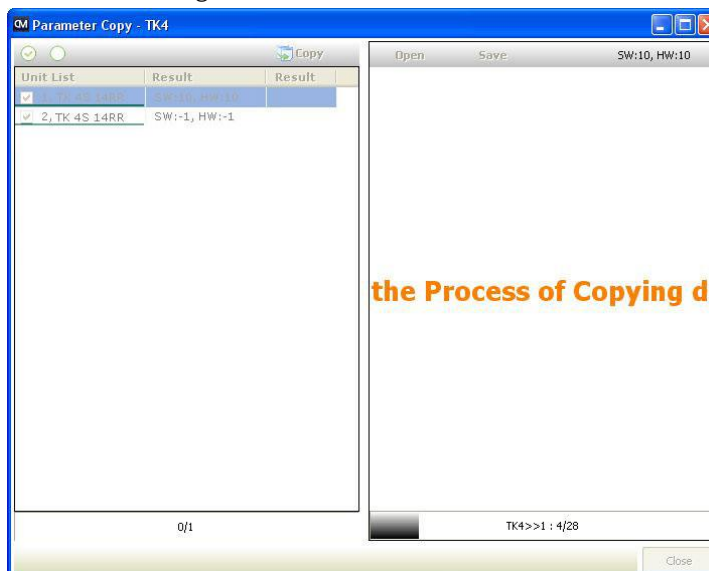 Parameter Copy - TK4
Copy
Open Save SW:10, HW:10
Unit List Result Result
1, TK 4S 14RR SW:10, HW:10
2, TK 4S 14RR SW:-1, HW:-1
the Process of Copying d
0/1
TK4>>1 : 4/28
Close